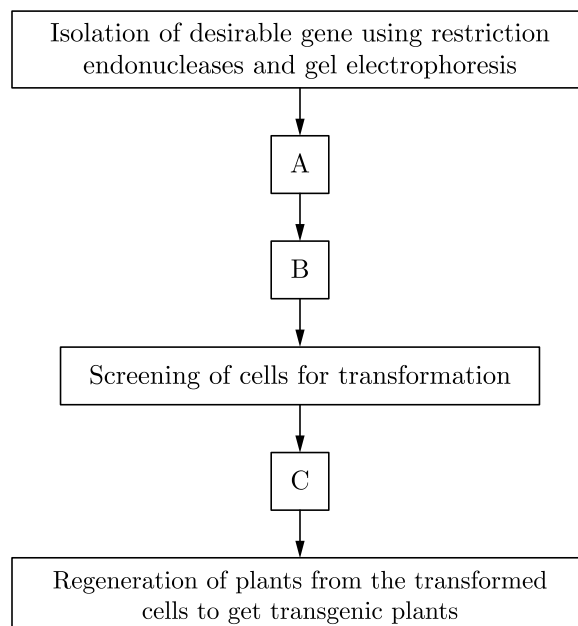 Isolation of desirable gene using restriction
endonucleases and gel electrophoresis
A
B
Screening of cells for transformation
C
Regeneration of plants from the transformed
cells to get transgenic plants